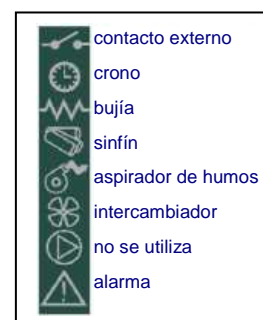 contacto externo
crono
bujía
sinfín
aspirador de humos
intercambiador
no se utiliza
alarma